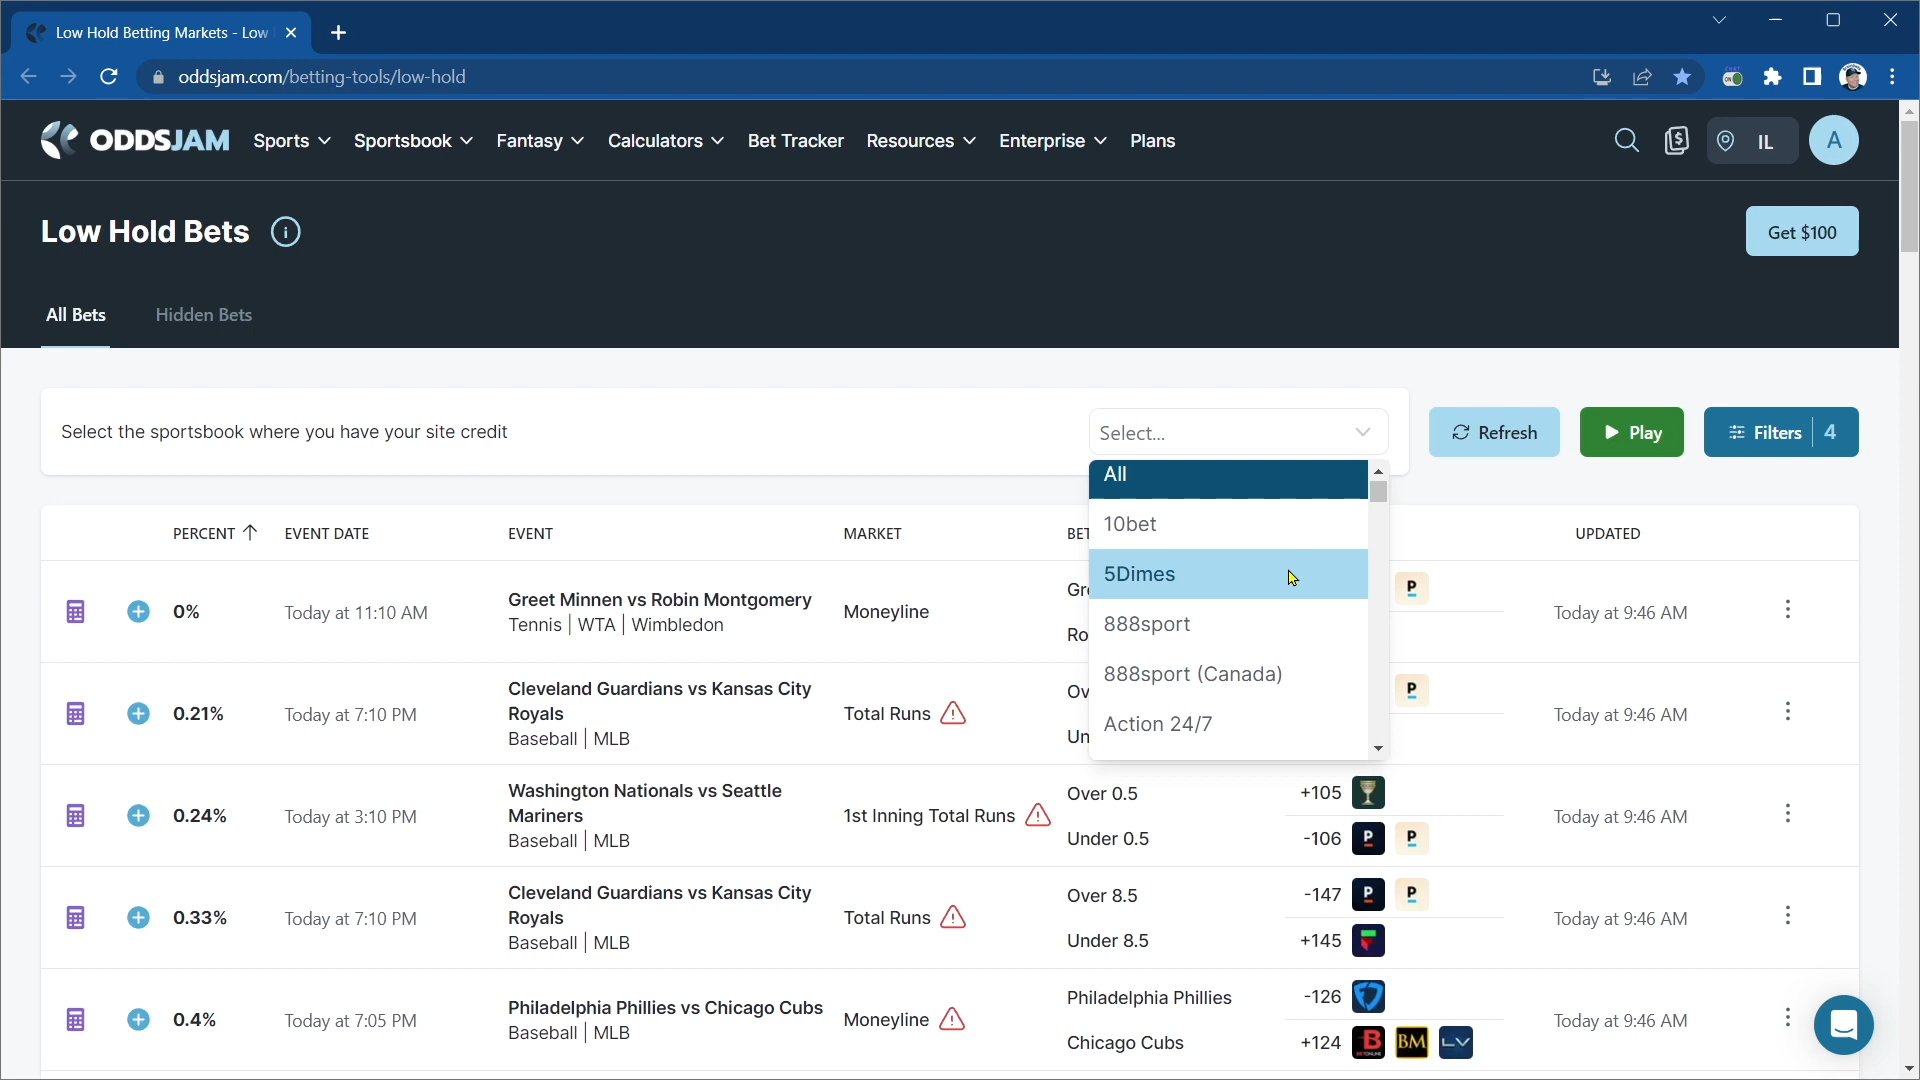 Low Hold Betting Markets - Low
oddsjam.com/betting-tools/low-hold
ODDSJAM Sports Sportsbook Fantasy Calculators Bet Tracker Resources Enterprise Plans IL A
Low Hold Bets i Get $100
All Bets Hidden Bets
Select the sportsbook where you have your site credit Select... Refresh Play Filters 4
All
10bet
5Dimes
888sport
888sport (Canada)
Action 24/7
PERCENT EVENT DATE EVENT MARKET BET UPDATED
0% Today at 11:10 AM Greet Minnen vs Robin Montgomery Moneyline Gre P Today at 9:46 AM
Tennis | WTA | Wimbledon Ro
0.21% Today at 7:10 PM Cleveland Guardians vs Kansas City Total Runs Ov P Today at 9:46 AM
Royals
Baseball | MLB Un
0.24% Today at 3:10 PM Washington Nationals vs Seattle 1st Inning Total Runs Over 0.5 +105 Today at 9:46 AM
Mariners
Baseball | MLB Under 0.5 -106 P P
0.33% Today at 7:10 PM Cleveland Guardians vs Kansas City Total Runs Over 8.5 -147 P P Today at 9:46 AM
Royals
Baseball | MLB Under 8.5 +145
0.4% Today at 7:05 PM Philadelphia Phillies vs Chicago Cubs Moneyline Philadelphia Phillies -126 Today at 9:46 AM
Baseball | MLB Chicago Cubs +124 B BETONLINE BM LV